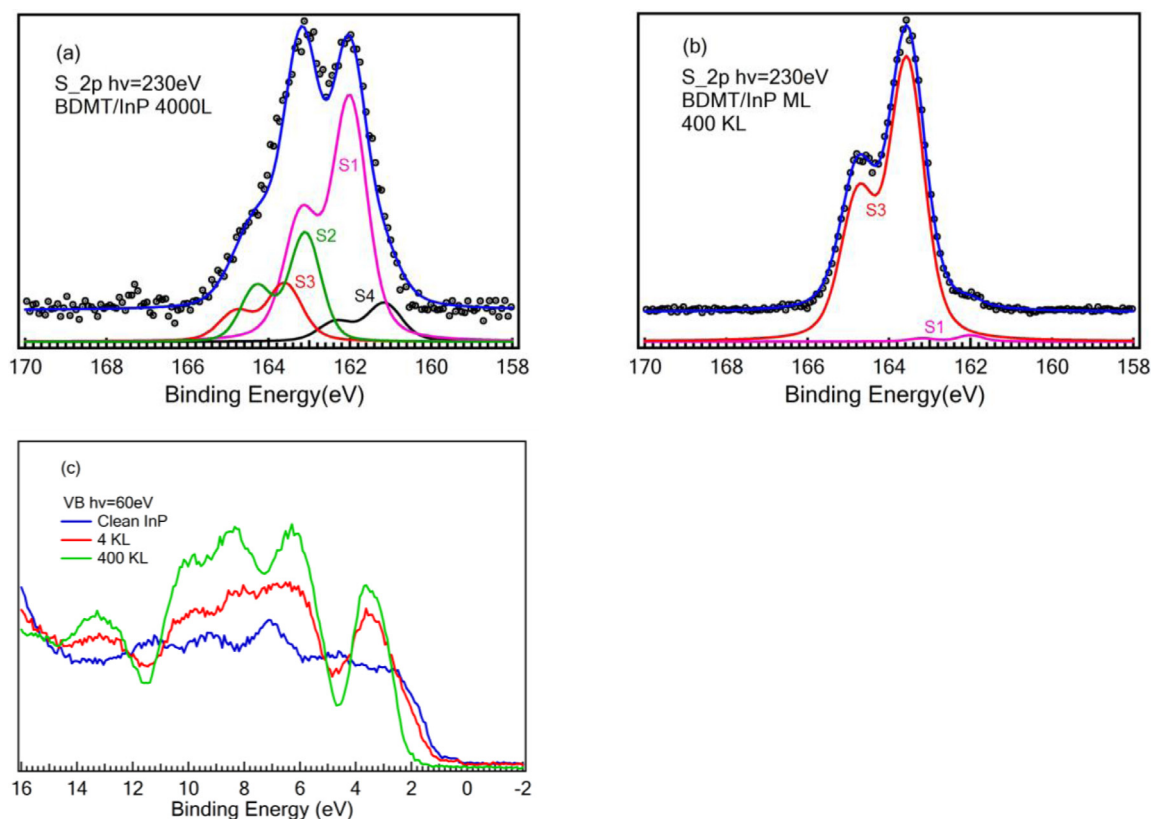 (a)
S_2p hν=230eV
BDMT/InP 4000L
S1
S2
S3
S4
170 168 166 164 162 160 158
Binding Energy(eV)
(b)
S_2p hν=230eV
BDMT/InP ML
400 KL
S3
S1
170 168 166 164 162 160 158
Binding Energy(eV)
(c)
VB hν=60eV
Clean InP
4 KL
400 KL
16 14 12 10 8 6 4 2 0 -2
Binding Energy (eV)